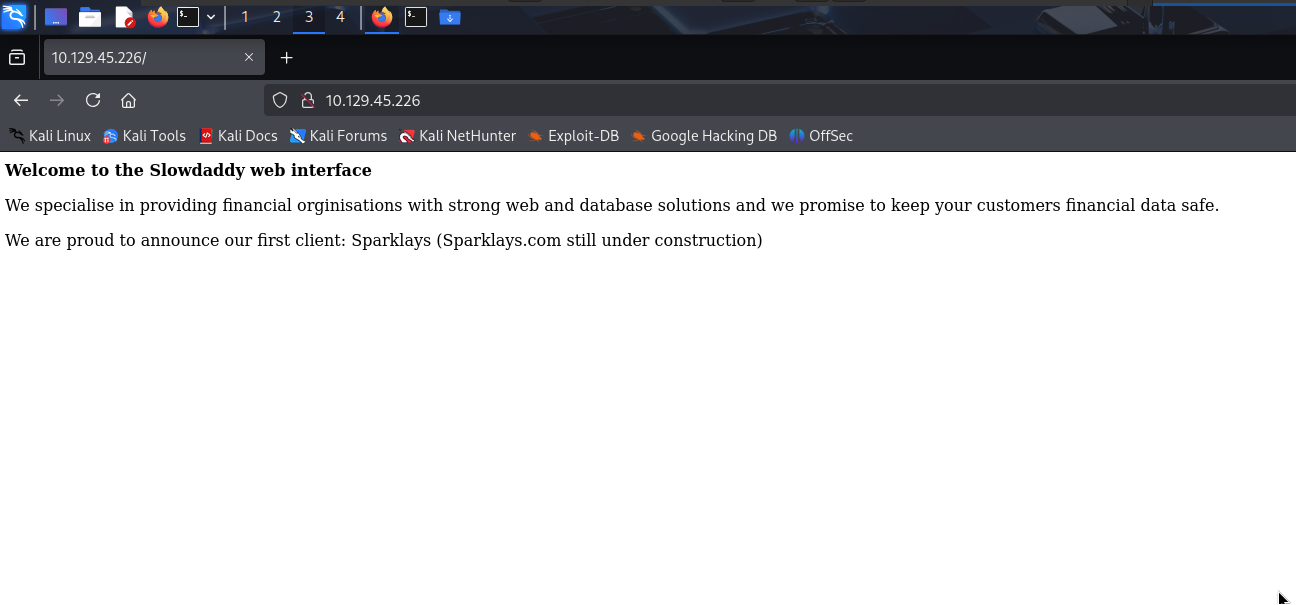 1 2 3 4
10.129.45.226/
10.129.45.226
Kali Linux Kali Tools Kali Docs Kali Forums Kali NetHunter Exploit-DB Google Hacking DB OffSec
Welcome to the Slowdaddy web interface
We specialise in providing financial orginisations with strong web and database solutions and we promise to keep your customers financial data safe.
We are proud to announce our first client: Sparklays (Sparklays.com still under construction)